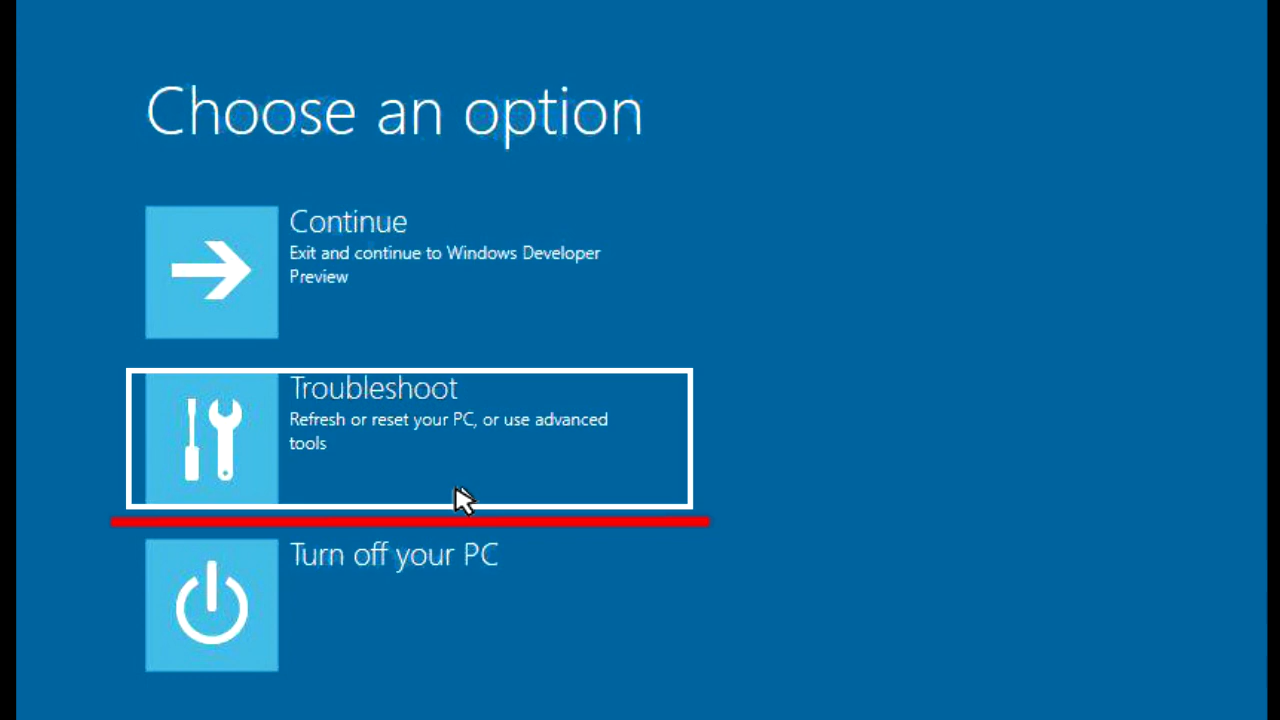 Choose an option
Continue
Exit and continue to Windows Developer
Preview
Troubleshoot
Refresh or reset your PC, or use advanced
tools
Turn off your PC